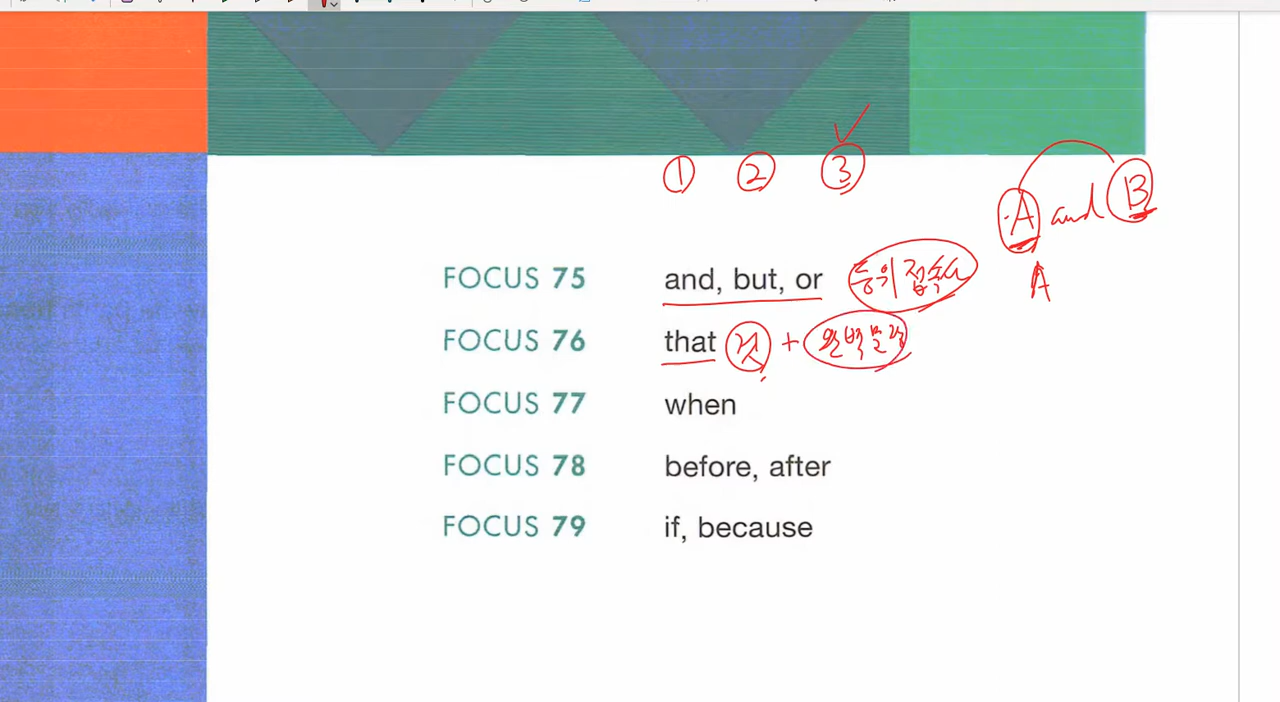 ① ② ③
A and B
A
FOCUS 75 and, but, or 등위 접속사
FOCUS 76 that 것 + 완벽문장
FOCUS 77 when
FOCUS 78 before, after
FOCUS 79 if, because